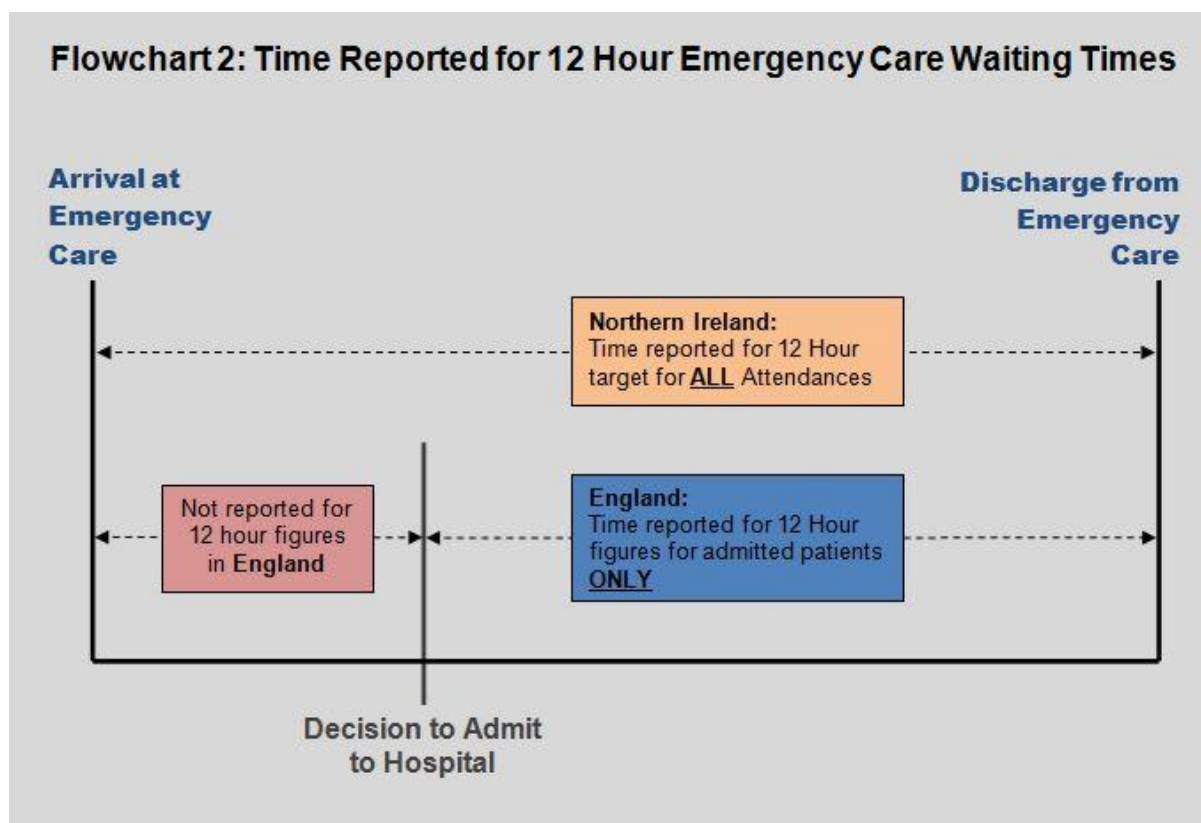 Flowchart 2: Time Reported for 12 Hour Emergency Care Waiting Times
Arrival at
Emergency
Care
Discharge from
Emergency
Care
Northern Ireland:
Time reported for 12 Hour
target for ALL Attendances
Not reported for
12 hour figures
in England
England:
Time reported for 12 Hour
figures for admitted patients
ONLY
Decision to Admit
to Hospital